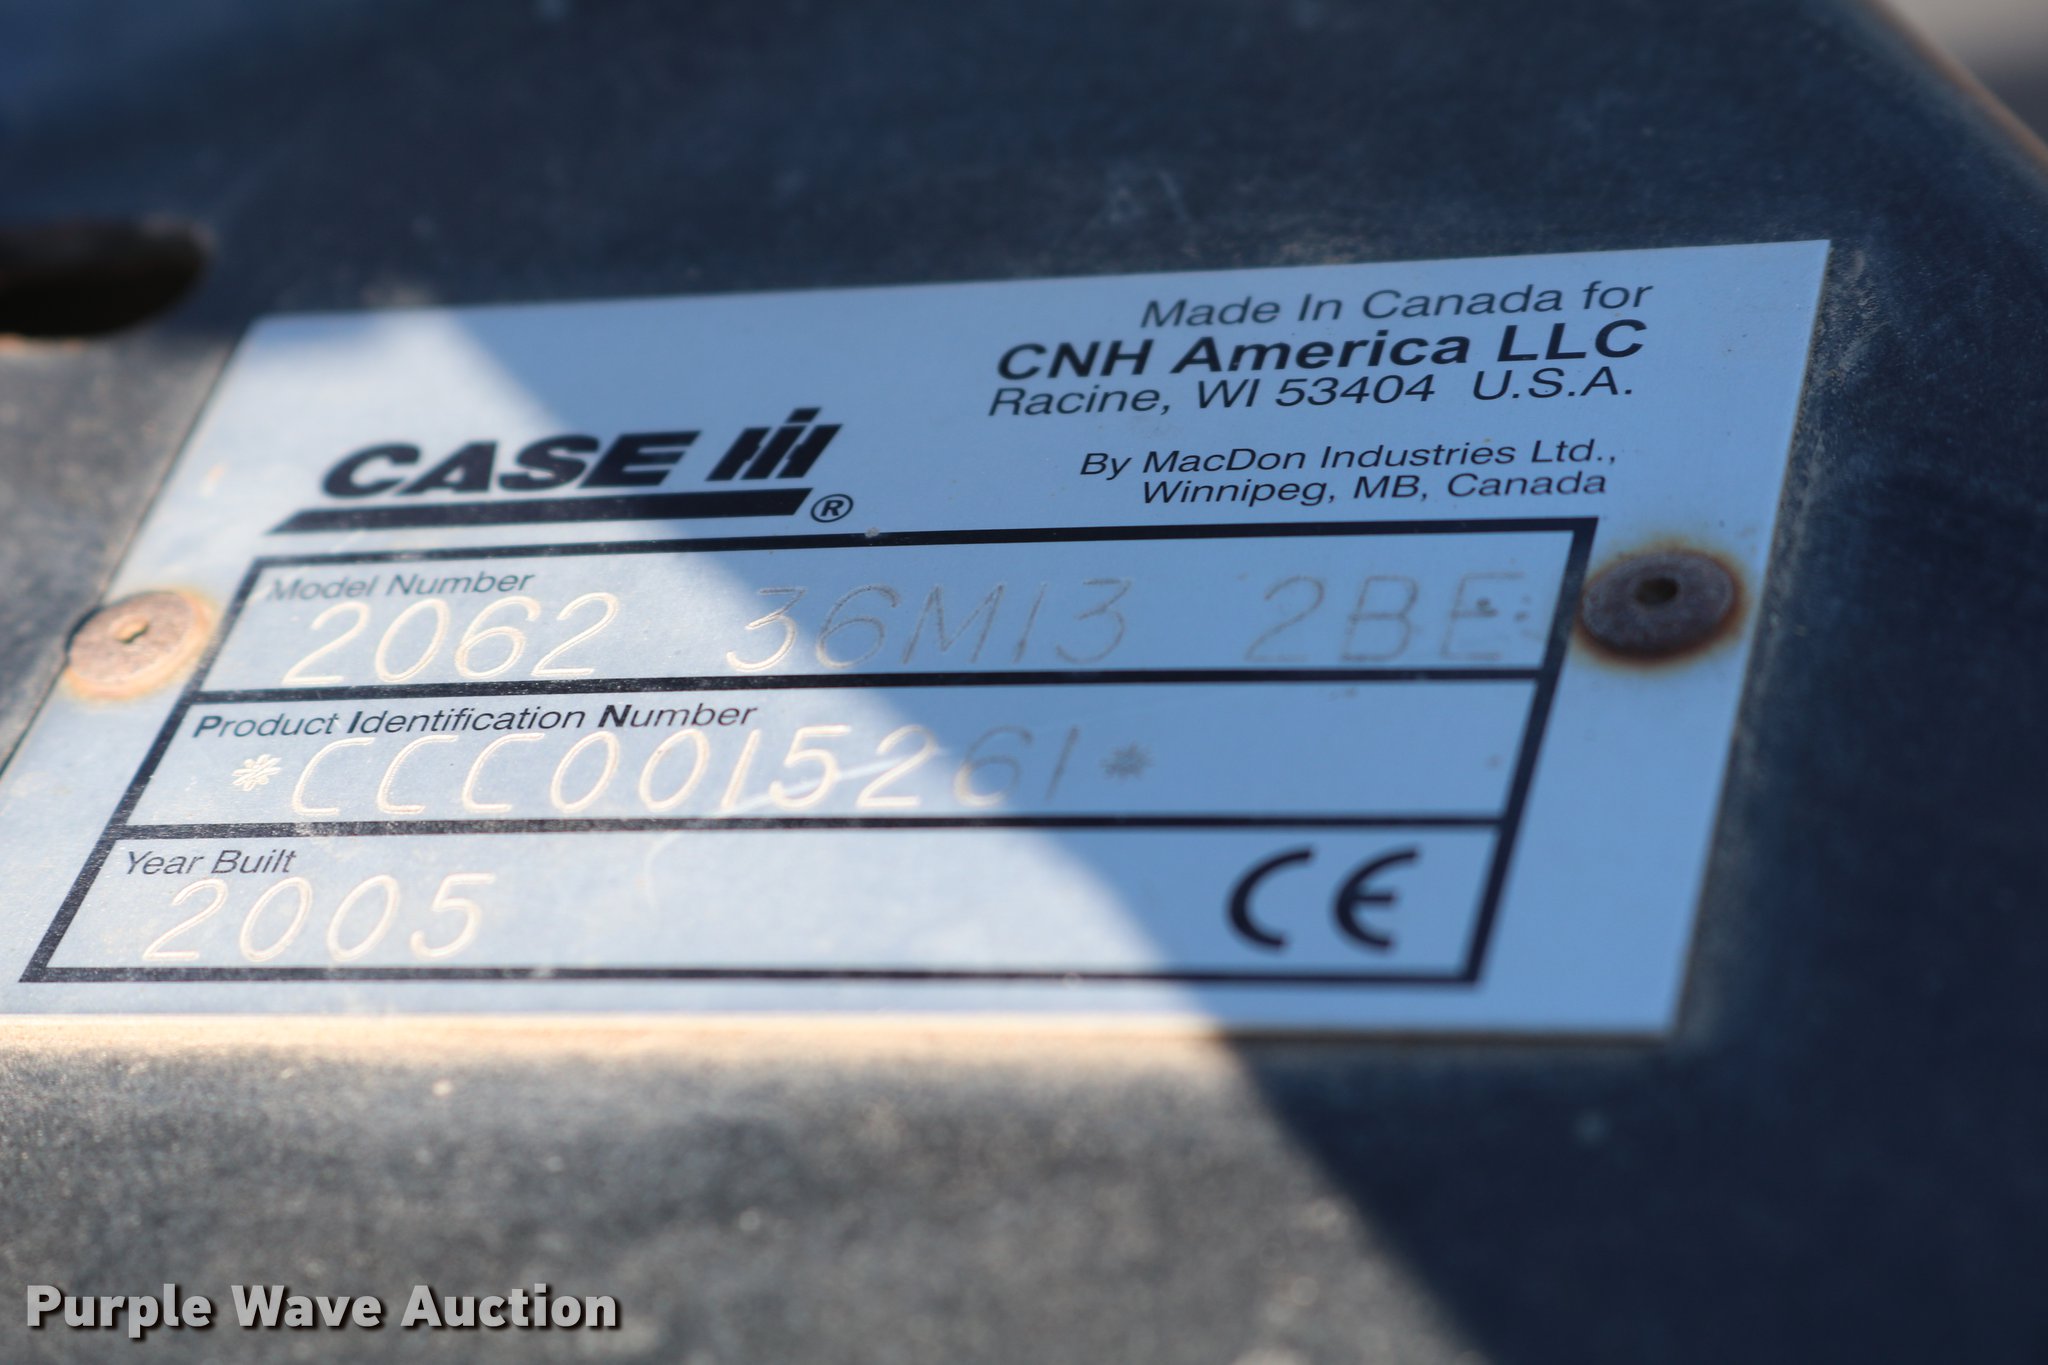 Made In Canada for
CNH America LLC
Racine, WI 53404 U.S.A.
By MacDon Industries Ltd.,
Winnipeg, MB, Canada
CASE IH ®
Model Number
2062 36M13 2BE
Product Identification Number
*CCC0015261*
Year Built
2005
CE
Purple Wave Auction